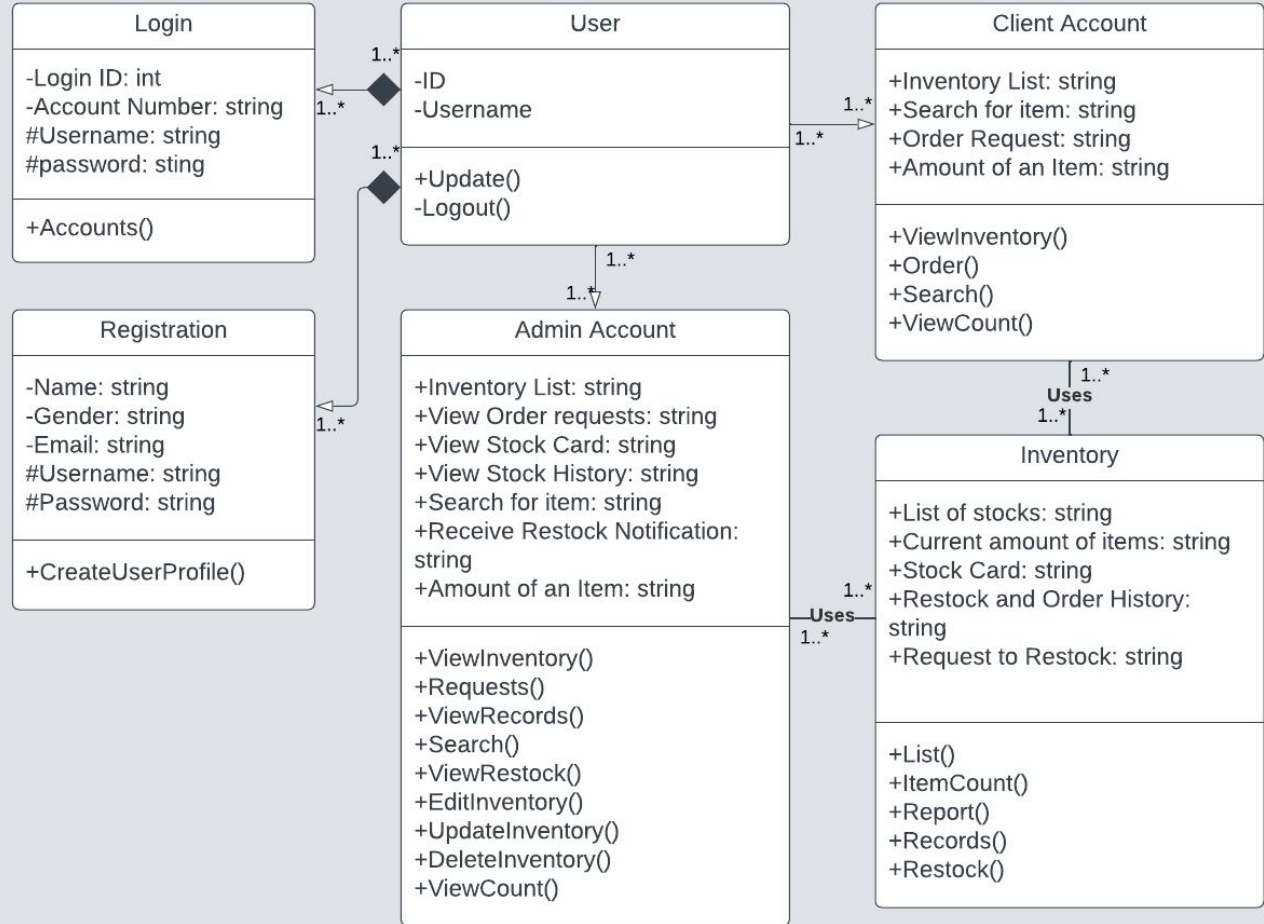 Login
-Login ID: int
-Account Number: string
#Username: string
#password: sting
+Accounts()
1..*
1..*
User
-ID
-Username
+Update()
-Logout()
1..*
1..*
1..*
1..*
Client Account
+Inventory List: string
+Search for item: string
+Order Request: string
+Amount of an Item: string
+ViewInventory()
+Order()
+Search()
+ViewCount()
Registration
-Name: string
-Gender: string
-Email: string
#Username: string
#Password: string
+CreateUserProfile()
1..*
1..*
1..*
Admin Account
+Inventory List: string
+View Order requests: string
+View Stock Card: string
+View Stock History: string
+Search for item: string
+Receive Restock Notification:
string
+Amount of an Item: string
+ViewInventory()
+Requests()
+ViewRecords()
+Search()
+ViewRestock()
+EditInventory()
+UpdateInventory()
+DeleteInventory()
+ViewCount()
1..*
Uses
1..*
1..*
Uses
1..*
Inventory
+List of stocks: string
+Current amount of items: string
+Stock Card: string
+Restock and Order History:
string
+Request to Restock: string
+List()
+ItemCount()
+Report()
+Records()
+Restock()